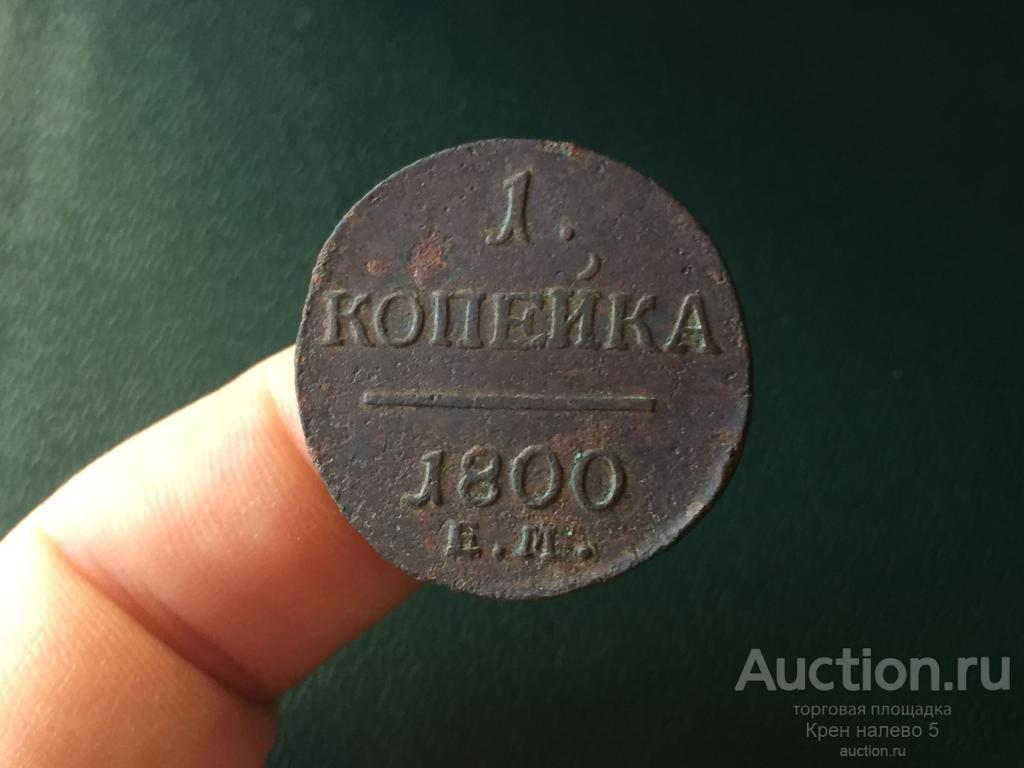 1.
КОПЕЙКА
1800
Е.М.
Auction.ru
торговая площадка
Крен налево 5
auction.ru